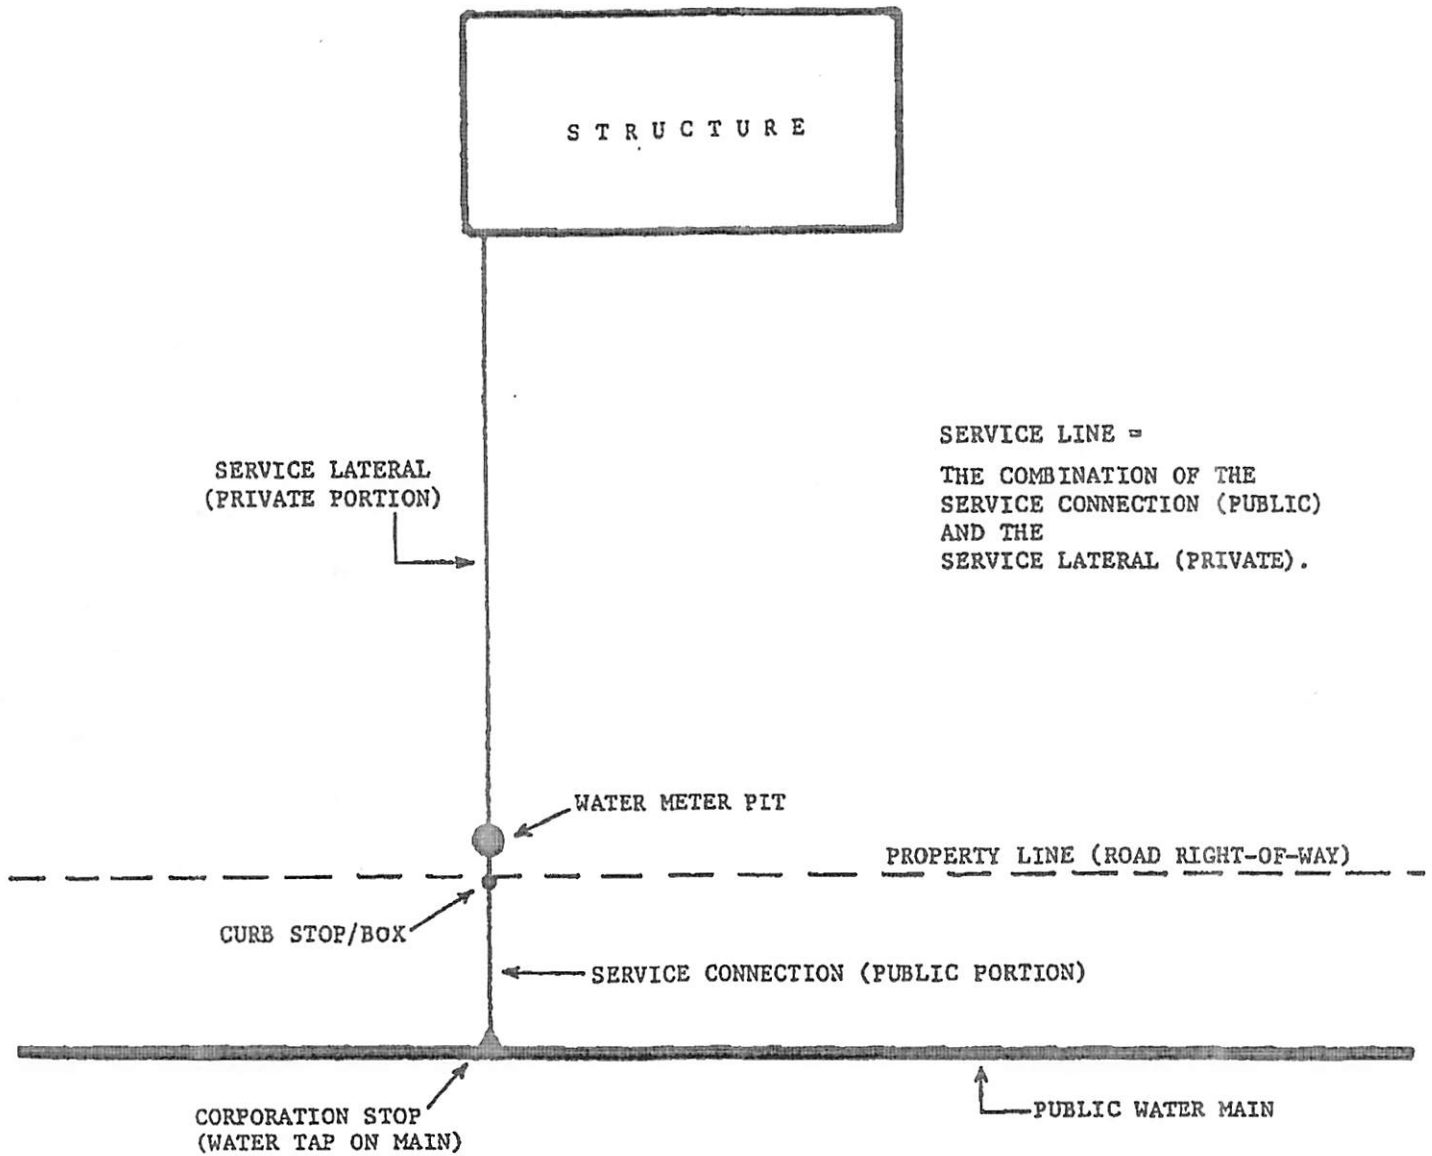 S T R U C T U R E
SERVICE LATERAL
(PRIVATE PORTION)
SERVICE LINE =
THE COMBINATION OF THE
SERVICE CONNECTION (PUBLIC)
AND THE
SERVICE LATERAL (PRIVATE).
WATER METER PIT
PROPERTY LINE (ROAD RIGHT-OF-WAY)
CURB STOP/BOX
SERVICE CONNECTION (PUBLIC PORTION)
CORPORATION STOP
(WATER TAP ON MAIN)
PUBLIC WATER MAIN